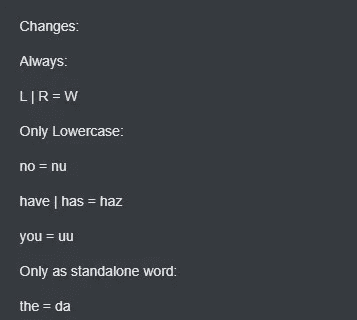 Changes:
Always:
L | R = W
Only Lowercase:
no = nu
have | has = haz
you = uu
Only as standalone word:
the = da